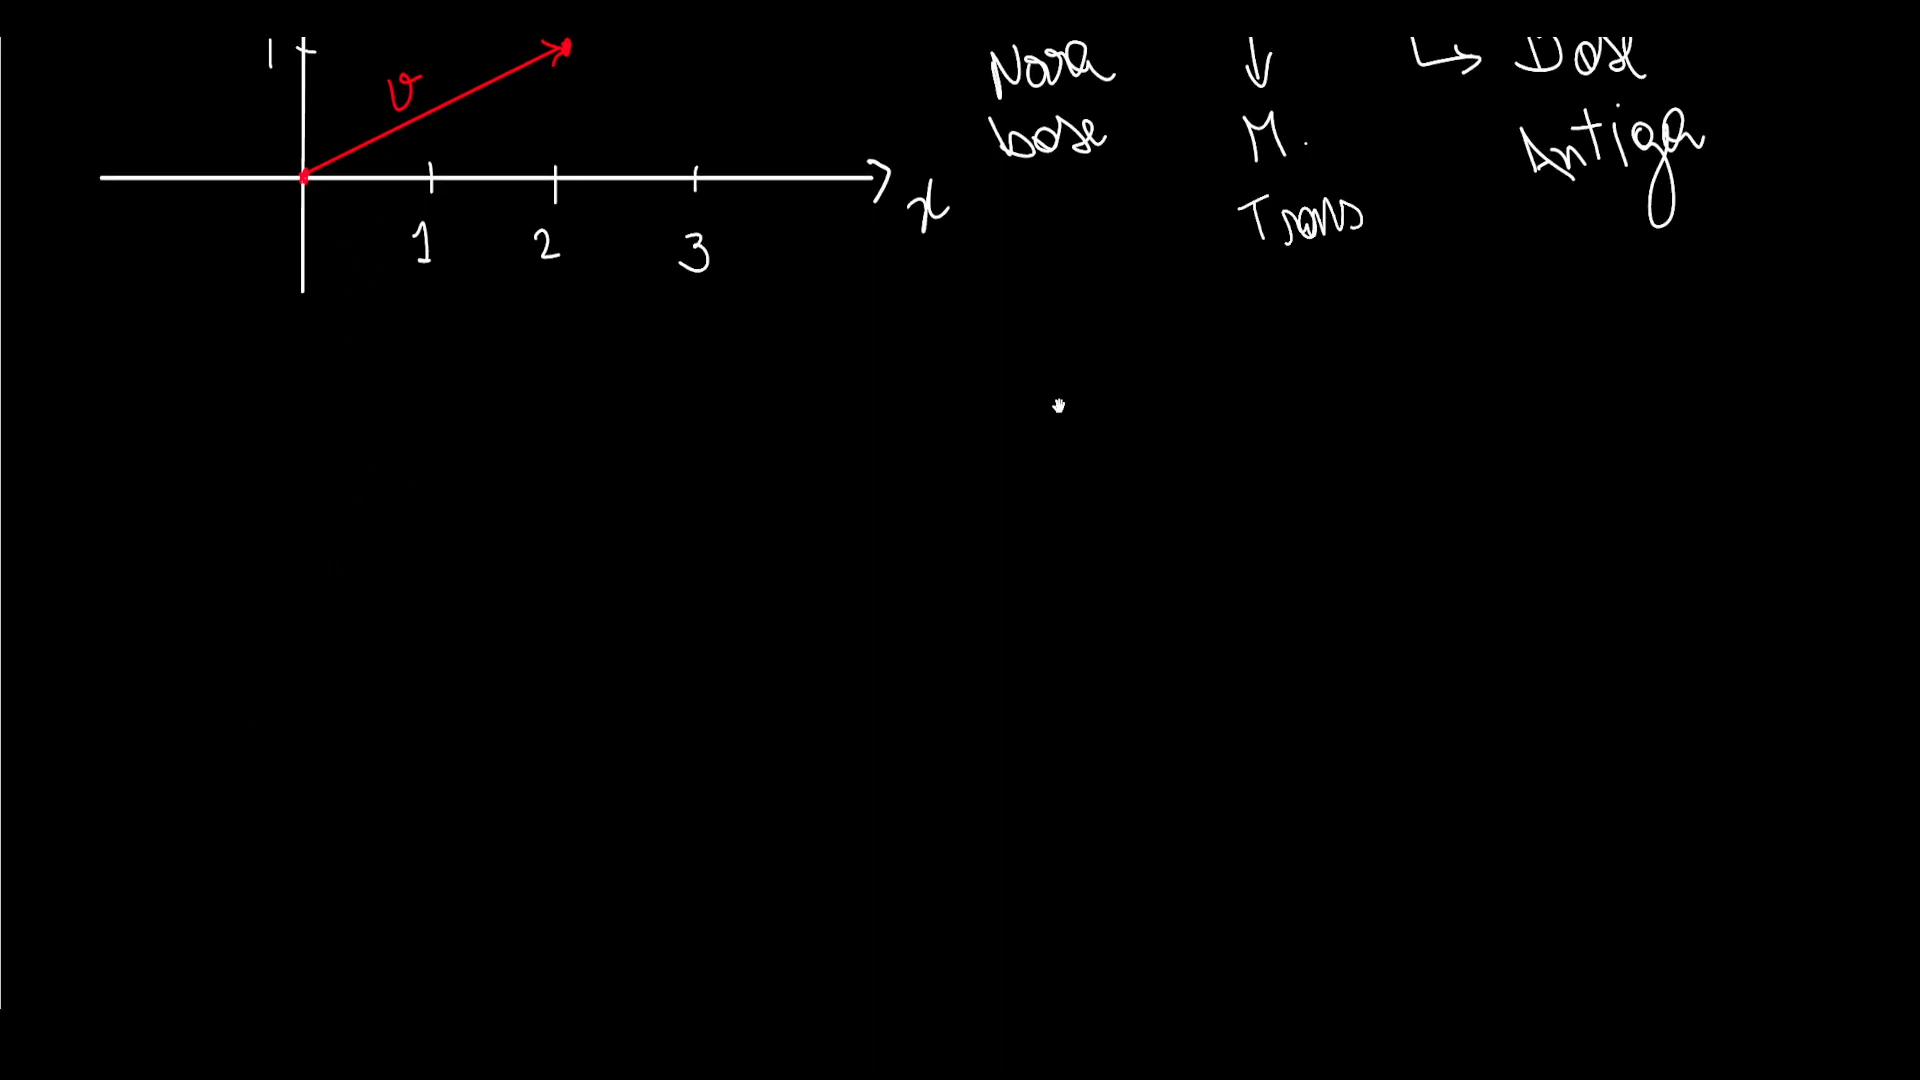 1
v
x
1 2 3
Nova
base
↓
M.
Trans
↳ Base
Antiga